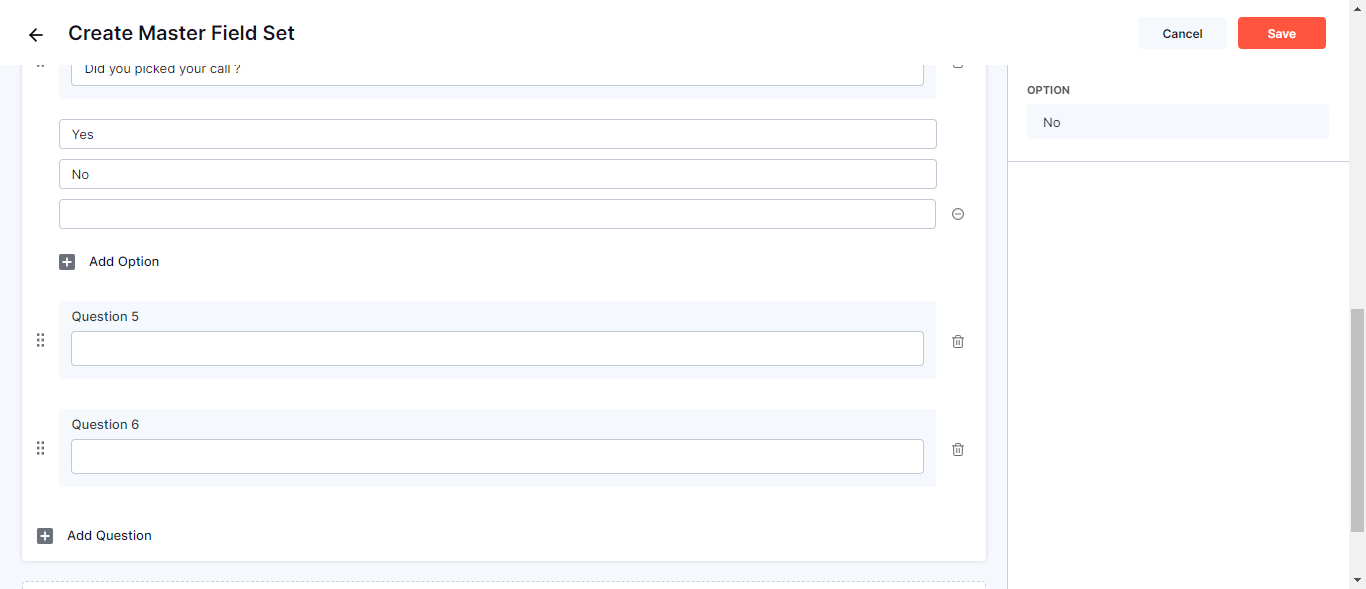 Create Master Field Set
Cancel
Save
Did you picked your call ?
Yes
No
Add Option
Question 5
Question 6
Add Question
OPTION
No